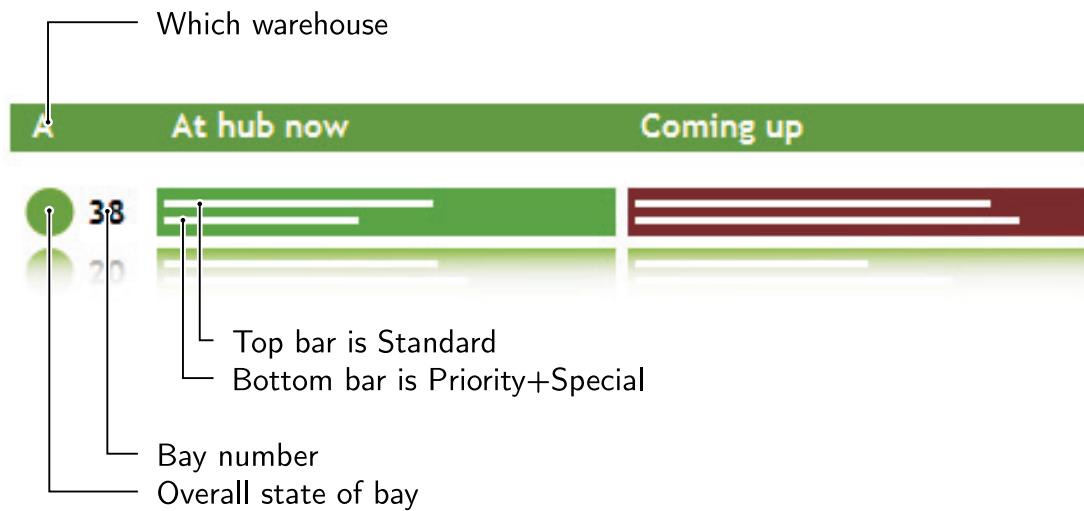 Which warehouse
A At hub now Coming up
38
20
Top bar is Standard
Bottom bar is Priority+Special
Bay number
Overall state of bay